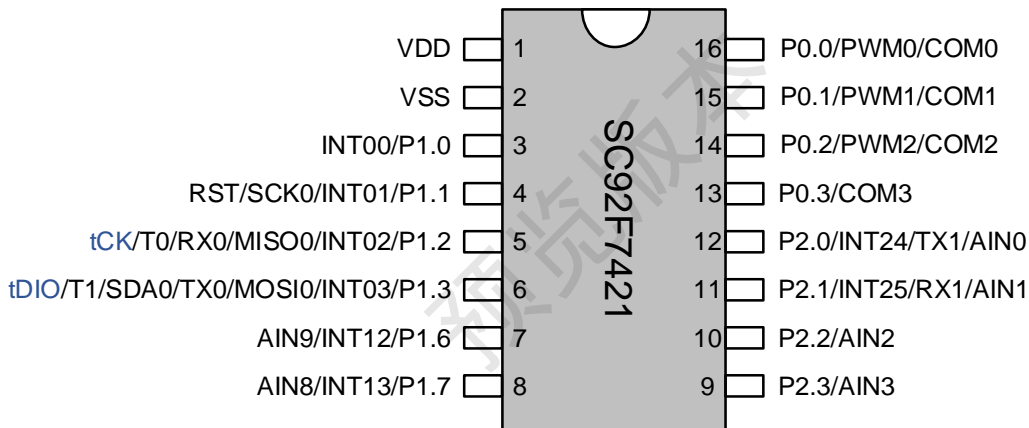 VDD 1 16 P0.0/PWM0/COM0
VSS 2 15 P0.1/PWM1/COM1
INT00/P1.0 3 14 P0.2/PWM2/COM2
RST/SCK0/INT01/P1.1 4 13 P0.3/COM3
tCK/T0/RX0/MISO0/INT02/P1.2 5 12 P2.0/INT24/TX1/AIN0
tDIO/T1/SDA0/TX0/MOSI0/INT03/P1.3 6 11 P2.1/INT25/RX1/AIN1
AIN9/INT12/P1.6 7 10 P2.2/AIN2
AIN8/INT13/P1.7 8 9 P2.3/AIN3
SC92F7421
预览版本